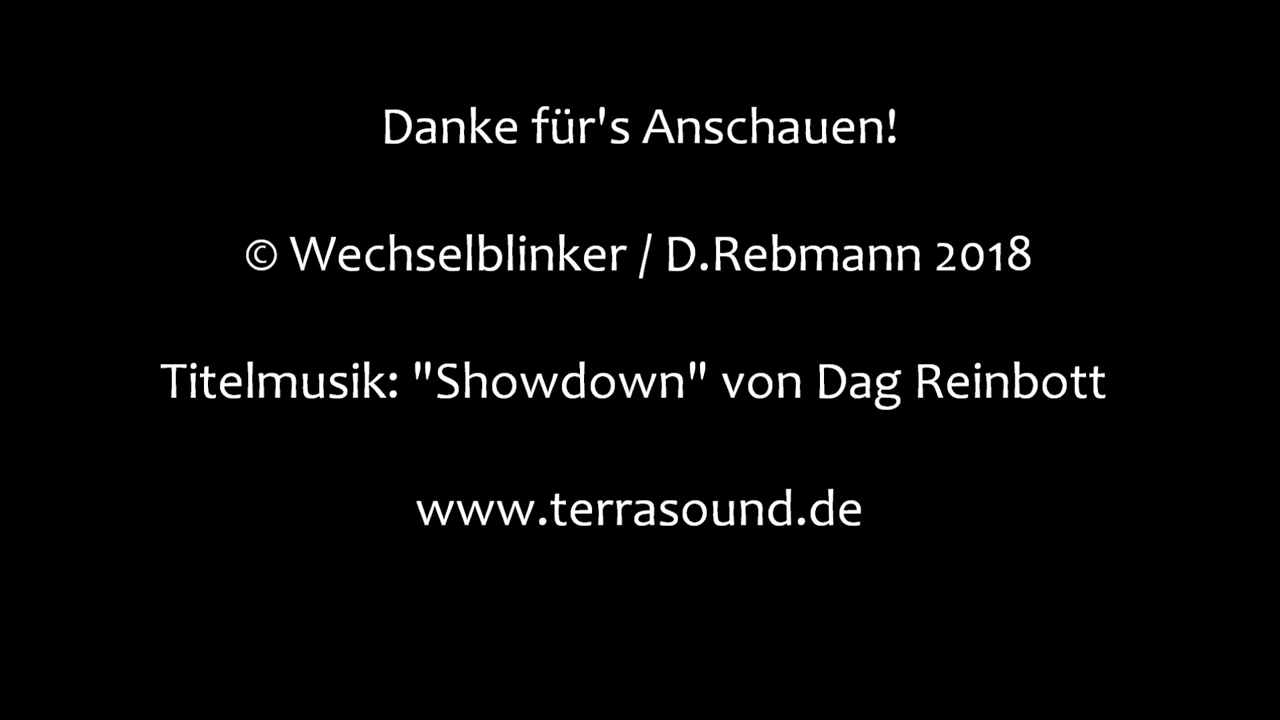 Danke für's Anschauen!
© Wechselblinker / D.Rebmann 2018
Titelmusik: "Showdown" von Dag Reinbott
www.terrasound.de